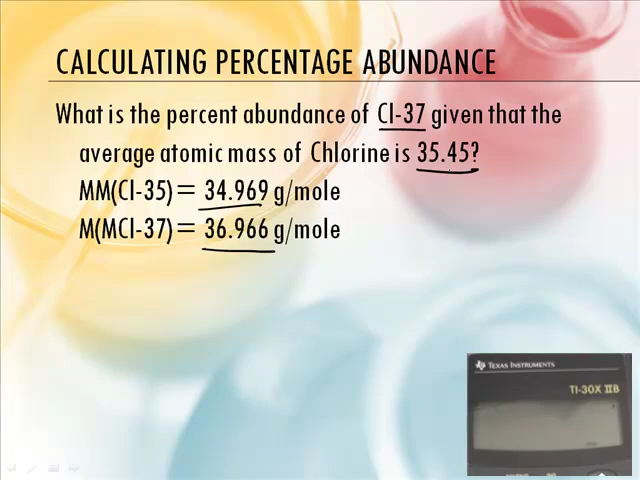 CALCULATING PERCENTAGE ABUNDANCE
What is the percent abundance of Cl-37 given that the
average atomic mass of Chlorine is 35.45?
MM(Cl-35)= 34.969 g/mole
M(MCl-37)= 36.966 g/mole
TEXAS INSTRUMENTS
TI-30X IIB